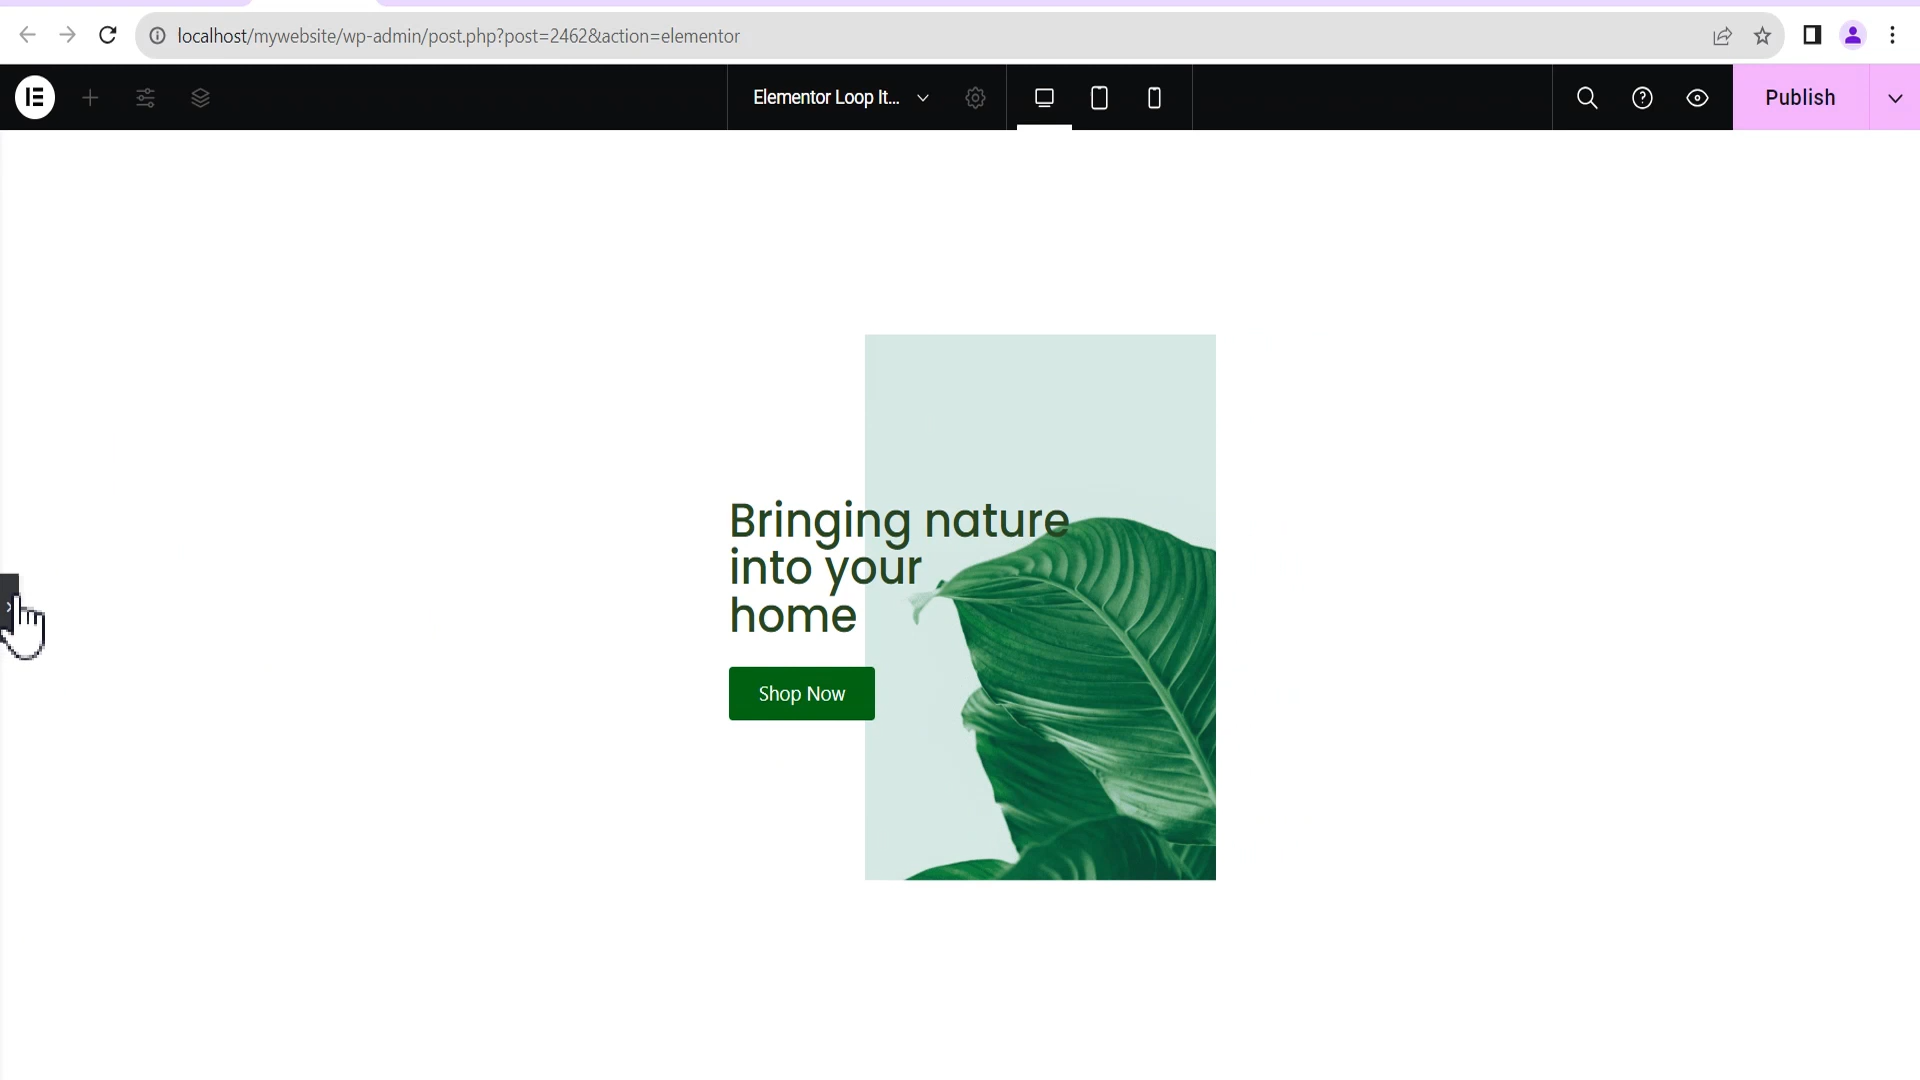 localhost/mywebsite/wp-admin/post.php?post=2462&action=elementor
Elementor Loop It...
Publish
Bringing nature
into your
home
Shop Now